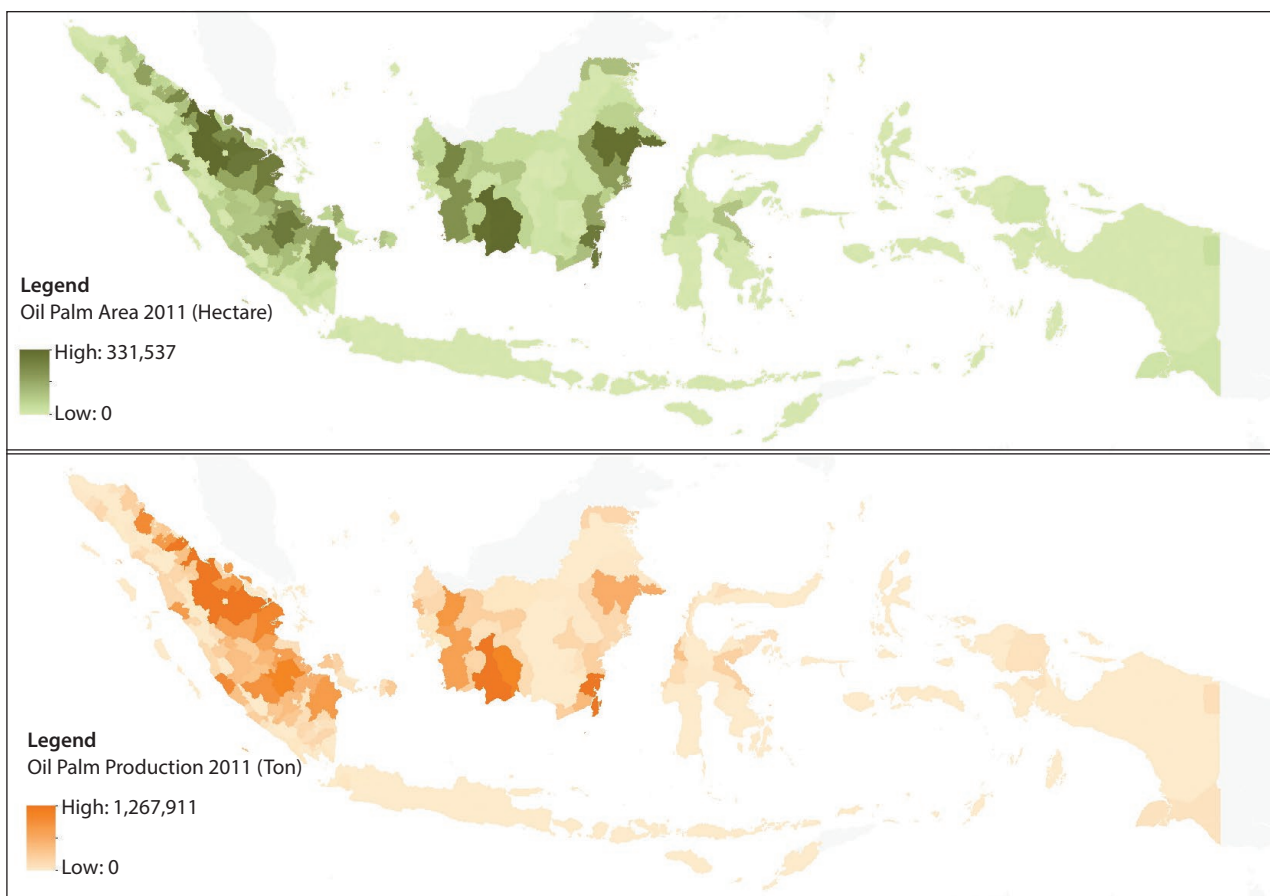 Legend
Oil Palm Area 2011 (Hectare)
High: 331,537
Low: 0
Legend
Oil Palm Production 2011 (Ton)
High: 1,267,911
Low: 0